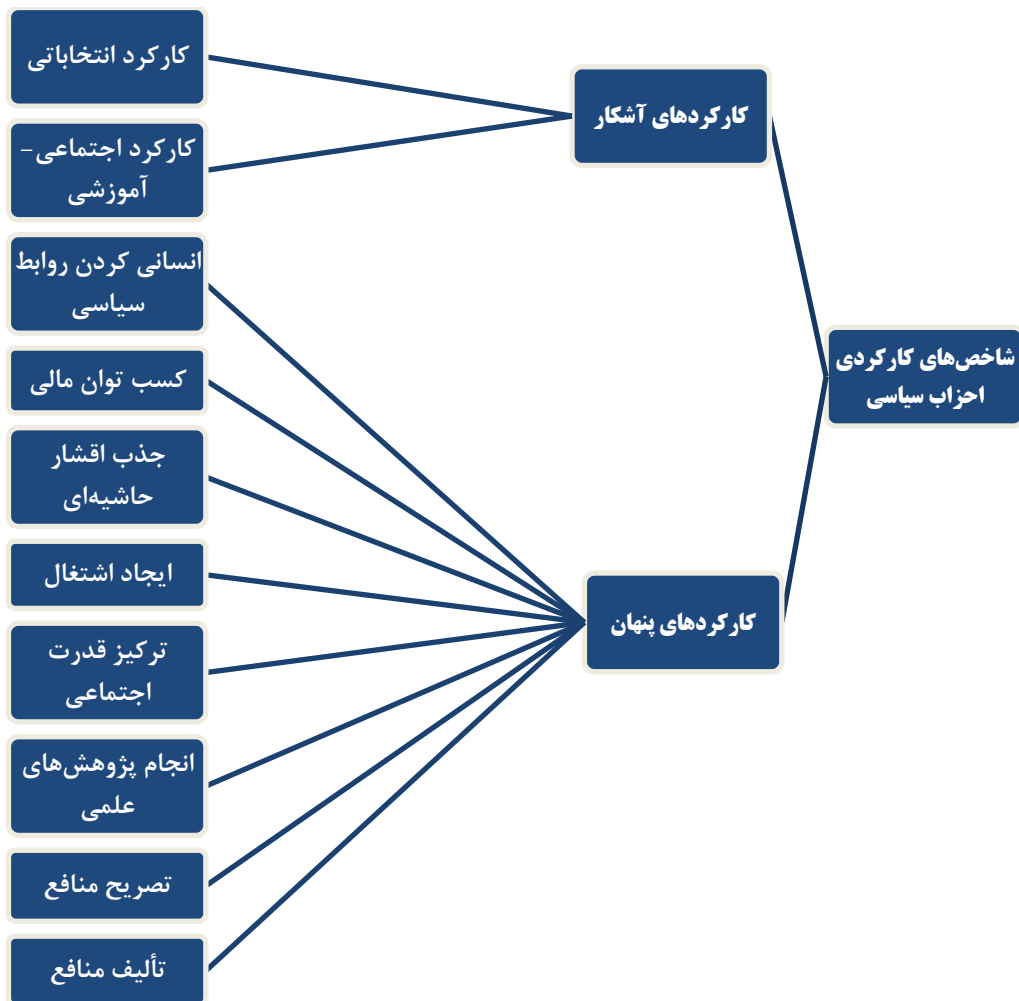 شاخص‌های کارکردی
احزاب سیاسی
کارکردهای آشکار
کارکرد انتخاباتی
کارکرد اجتماعی-
آموزشی
کارکردهای پنهان
انسانی کردن روابط
سیاسی
کسب توان مالی
جذب اقشار
حاشیه‌ای
ایجاد اشتغال
ترکیز قدرت
اجتماعی
انجام پژوهش‌های
علمی
تصریح منافع
تألیف منافع